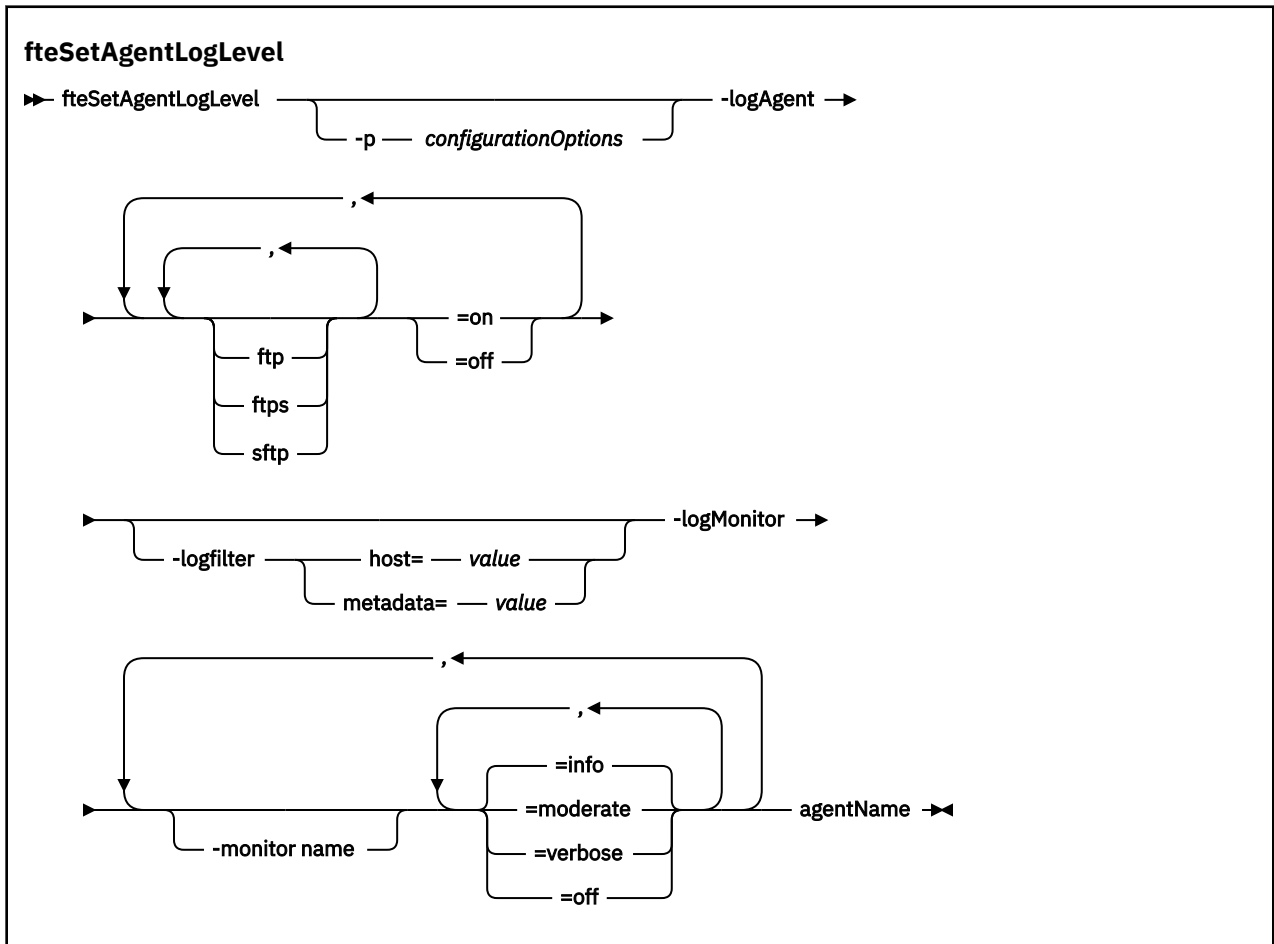 fteSetAgentLogLevel
fteSetAgentLogLevel -logAgent
-p configurationOptions
,
,
=on
ftp =off
ftps
sftp
-logMonitor
-logfilter host= value
metadata= value
,
,
=info
=moderate agentName
-monitor name
=verbose
=off